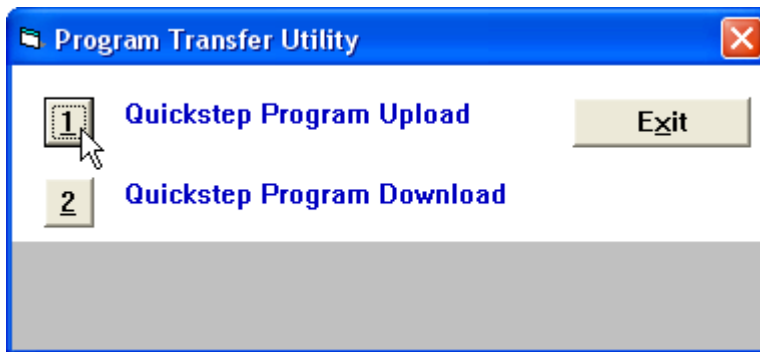 Program Transfer Utility
1 Quickstep Program Upload Exit
2 Quickstep Program Download